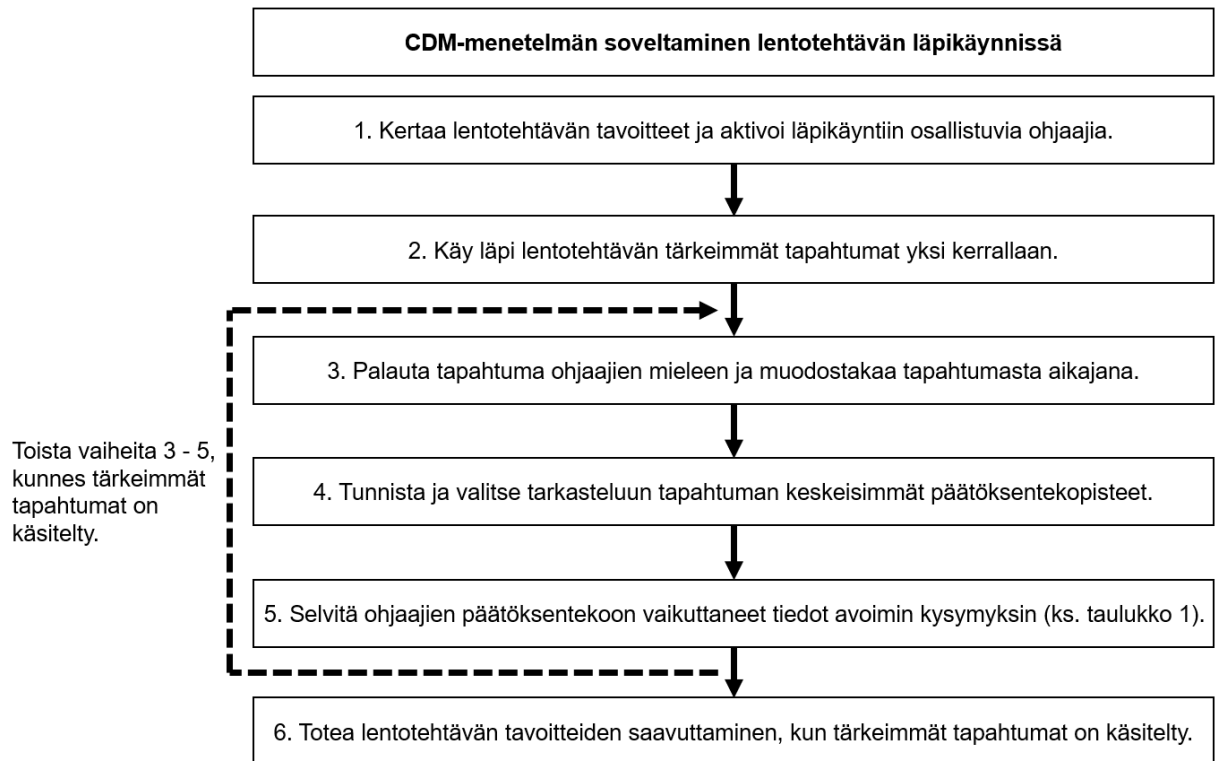 CDM-menetelmän soveltaminen lentotehtävän läpikäynnissä
1. Kertaa lentotehtävän tavoitteet ja aktivoi läpikäyntiin osallistuvia ohjaajia.
2. Käy läpi lentotehtävän tärkeimmät tapahtumat yksi kerrallaan.
3. Palauta tapahtuma ohjaajien mieleen ja muodostakaa tapahtumasta aikajana.
Toista vaiheita 3 - 5,
kunnes tärkeimmät
tapahtumat on
käsitelty.
4. Tunnista ja valitse tarkasteluun tapahtuman keskeisimmät päätöksentekopisteet.
5. Selvitä ohjaajien päätöksentekoon vaikuttaneet tiedot avoimin kysymyksin (ks. taulukko 1).
6. Totea lentotehtävän tavoitteiden saavuttaminen, kun tärkeimmät tapahtumat on käsitelty.